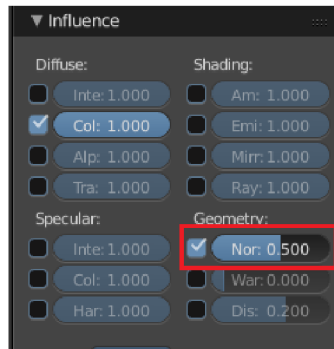 Influence
Diffuse: Shading:
Inte: 1.000 Am: 1.000
Col: 1.000 Emi: 1.000
Alp: 1.000 Mirr: 1.000
Tra: 1.000 Ray: 1.000
Specular: Geometry:
Inte: 1.000 Nor: 0.500
Col: 1.000 War: 0.000
Har: 1.000 Dis: 0.200